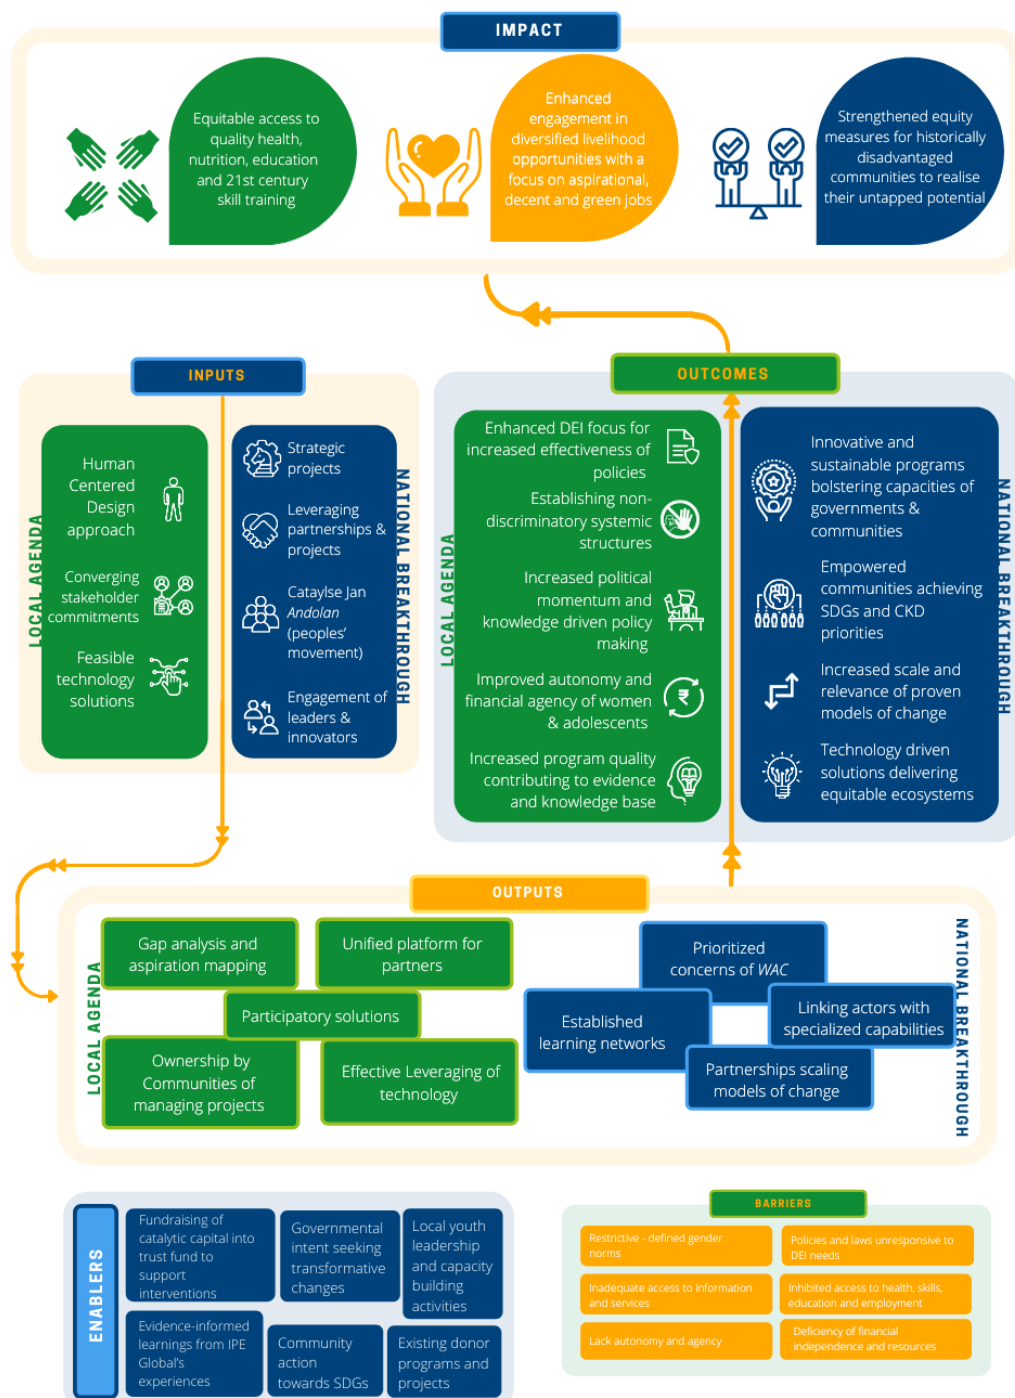 IMPACT
Equitable access to
quality health,
nutrition, education
and 21st century
skill training
Enhanced
engagement in
diversified livelihood
opportunities with a
focus on aspirational,
decent and green jobs
Strengthened equity
measures for historically
disadvantaged
communities to realise
their untapped potential
INPUTS
LOCAL AGENDA
Human
Centered
Design
approach
Converging
stakeholder
commitments
Feasible
technology
solutions
Strategic
projects
Leveraging
partnerships &
projects
Cataylse Jan
Andolan
(peoples'
movement)
Engagement of
leaders &
innovators
NATIONAL BREAKTHROUGH
OUTCOMES
LOCAL AGENDA
Enhanced DEI focus for
increased effectiveness of
policies
Establishing non-
discriminatory systemic
structures
Increased political
momentum and
knowledge driven policy
making
Improved autonomy and
financial agency of women
& adolescents
Increased program quality
contributing to evidence
and knowledge base
Innovative and
sustainable programs
bolstering capacities of
governments &
communities
Empowered
communities achieving
SDGs and CKD
priorities
Increased scale and
relevance of proven
models of change
Technology driven
solutions delivering
equitable ecosystems
NATIONAL BREAKTHROUGH
OUTPUTS
LOCAL AGENDA
Gap analysis and
aspiration mapping
Unified platform for
partners
Participatory solutions
Ownership by
Communities of
managing projects
Effective Leveraging of
technology
Prioritized
concerns of WAC
Established
learning networks
Linking actors with
specialized capabilities
Partnerships scaling
models of change
NATIONAL BREAKTHROUGH
ENABLERS
Fundraising of
catalytic capital into
trust fund to
support
interventions
Governmental
intent seeking
transformative
changes
Local youth
leadership
and capacity
building
activities
Evidence-informed
learnings from IPE
Global's
experiences
Community
action
towards SDGs
Existing donor
programs and
projects
BARRIERS
Restrictive - defined gender
norms
Policies and laws unresponsive to
DEI needs
Inadequate access to information
and services
Inhibited access to health, skills,
education and employment
Lack autonomy and agency
Deficiency of financial
independence and resources